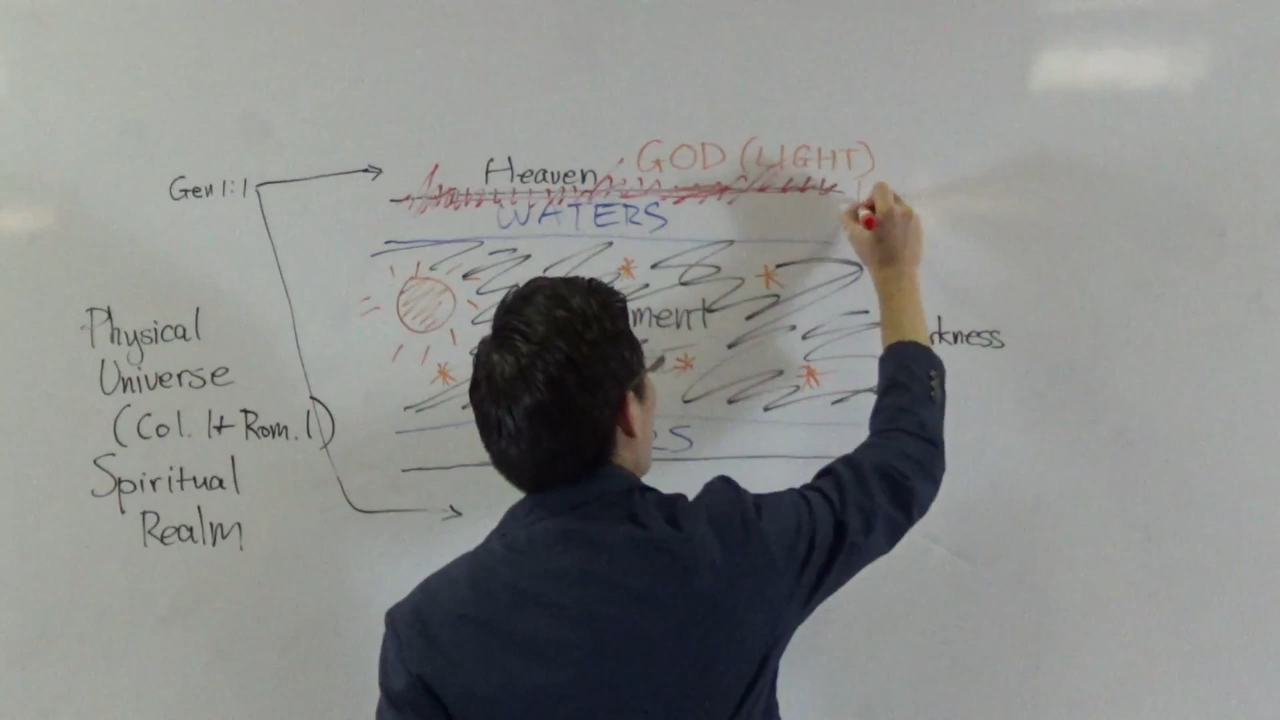 GOD (LIGHT)
Heaven
Gen 1:1
WATERS
Physical
Universe
(Col. 1 + Rom. 1)
Spiritual
Realm